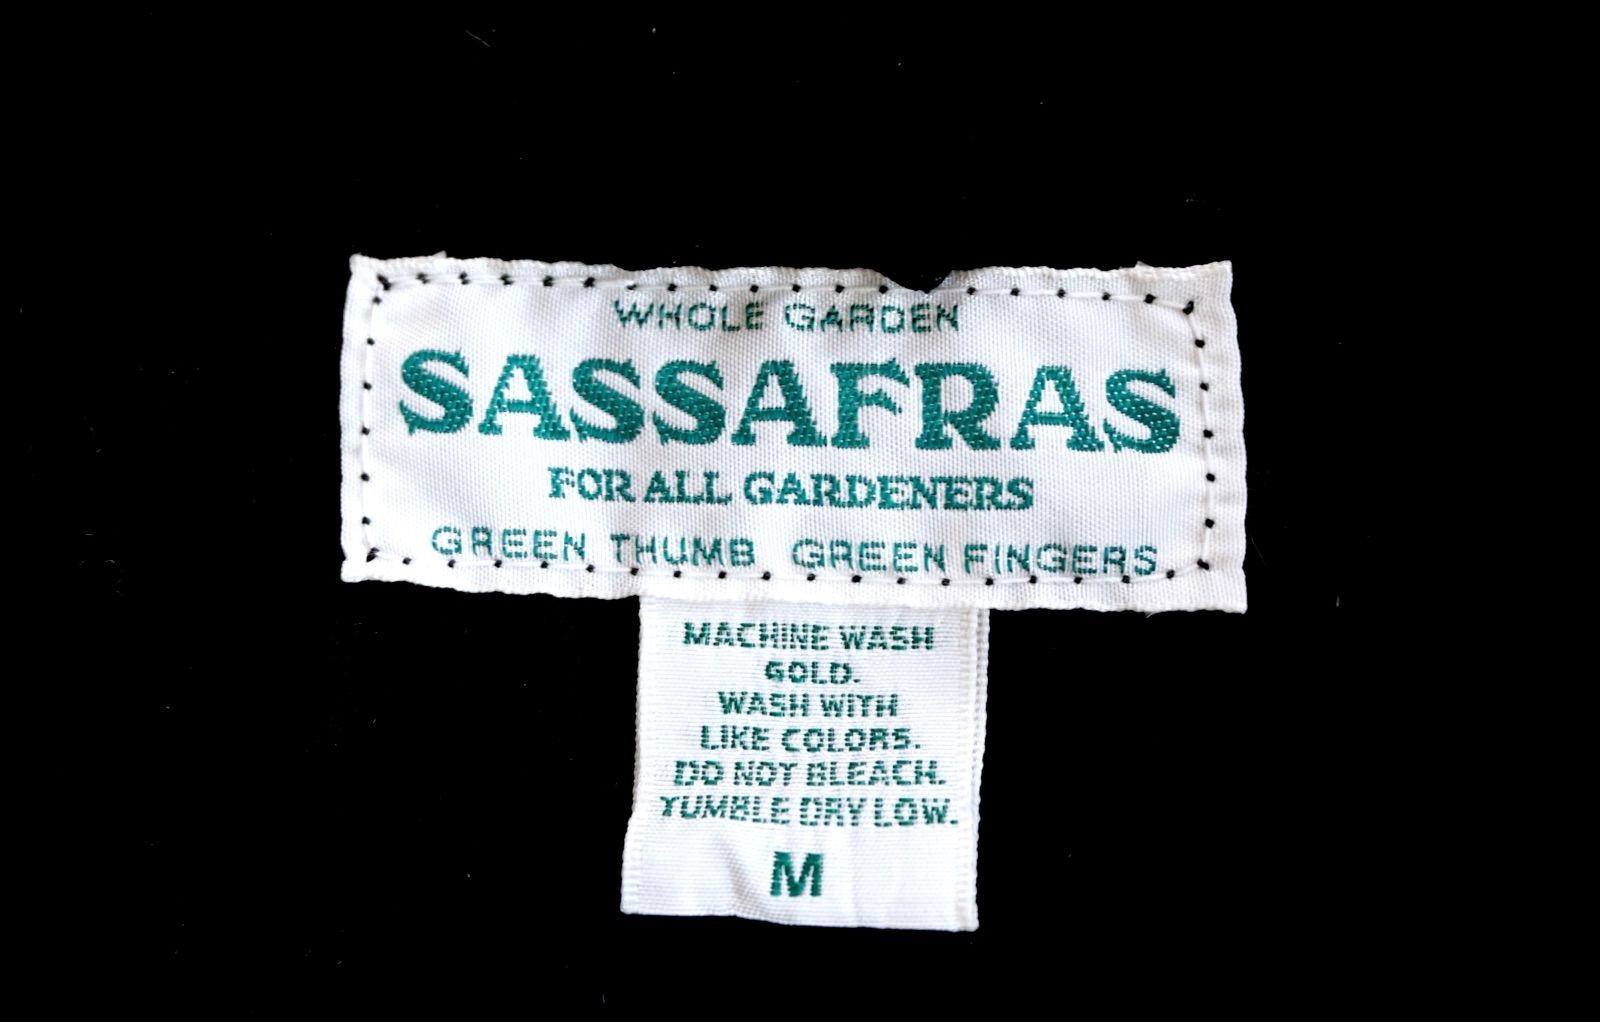 WHOLE GARDEN
SASSAFRAS
FOR ALL GARDENERS
GREEN THUMB GREEN FINGERS
MACHINE WASH
GOLD.
WASH WITH
LIKE COLORS.
DO NOT BLEACH.
TUMBLE DRY LOW.
M